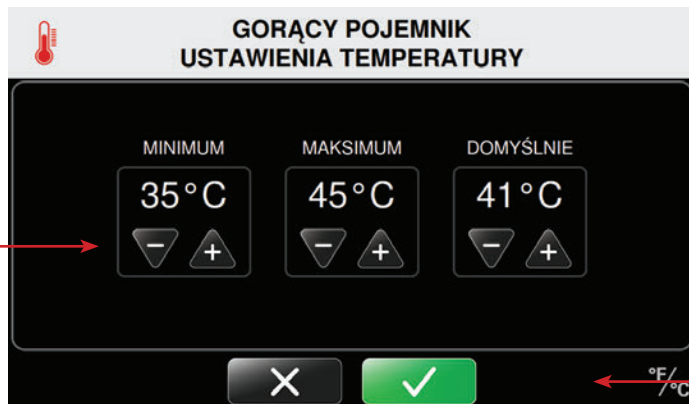 GORĄCY POJEMNIK
USTAWIENIA TEMPERATURY
MINIMUM MAKSIMUM DOMYŚLNIE
35°C 45°C 41°C
− + − + − +
°F/°C